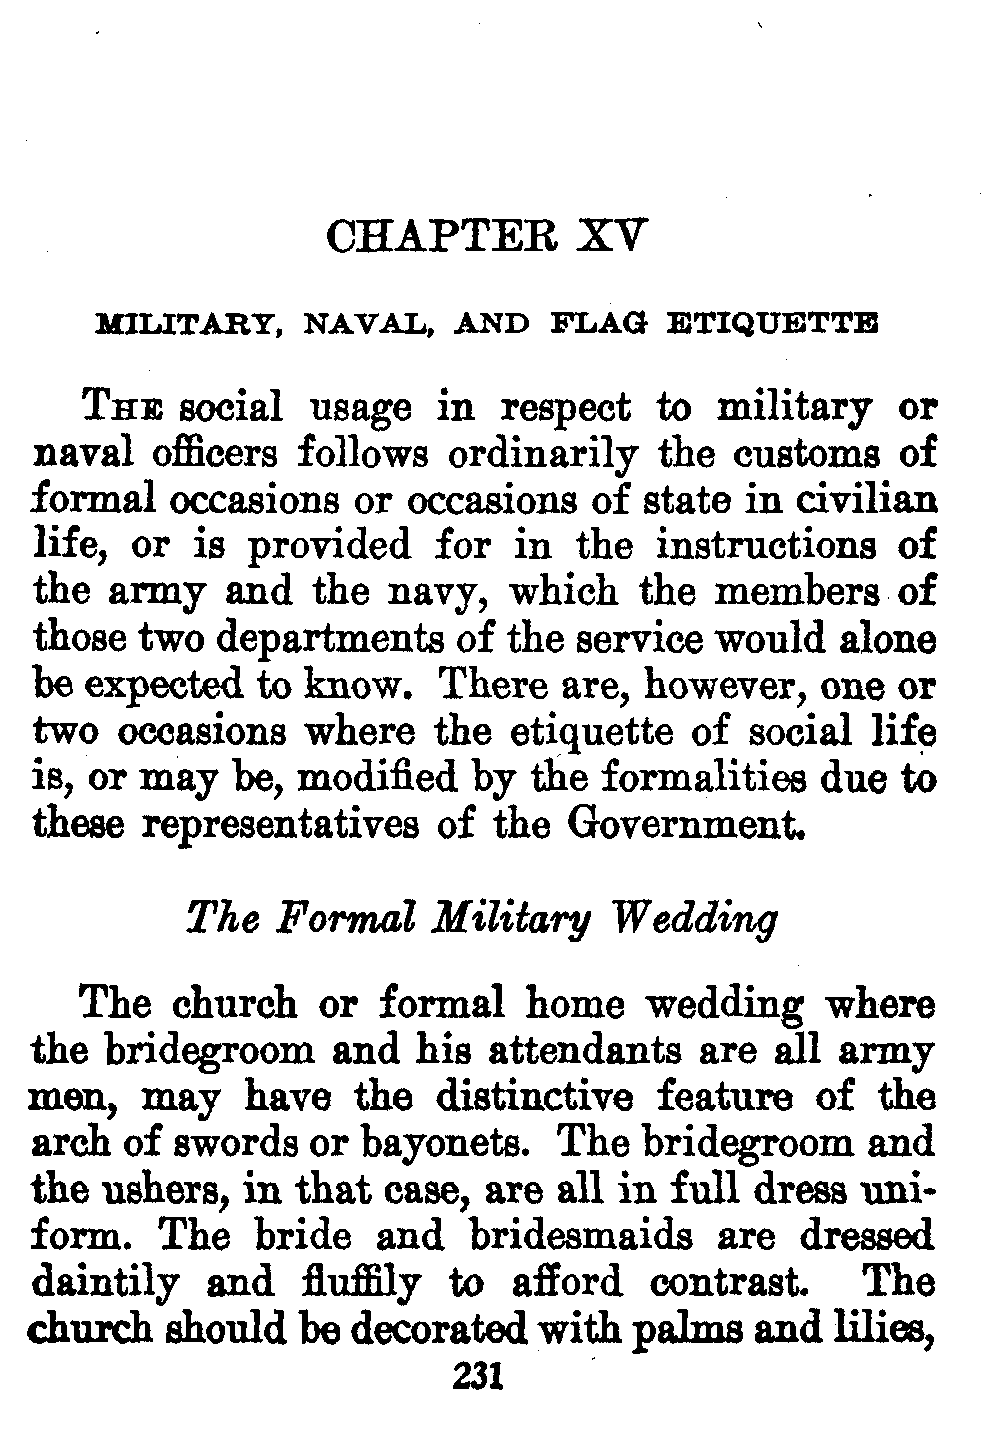 CHAPTER XV
MILITARY, NAVAL, AND FLAG ETIQUETTE
THE social usage in respect to military or
naval officers follows ordinarily the customs of
formal occasions or occasions of state in civilian
life, or is provided for in the instructions of
the army and the navy, which the members of
those two departments of the service would alone
be expected to know. There are, however, one or
two occasions where the etiquette of social life
is, or may be, modified by the formalities due to
these representatives of the Government.
The Formal Military Wedding
The church or formal home wedding where
the bridegroom and his attendants are all army
men, may have the distinctive feature of the
arch of swords or bayonets. The bridegroom and
the ushers, in that case, are all in full dress uni-
form. The bride and bridesmaids are dressed
daintily and fluffily to afford contrast. The
church should be decorated with palms and lilies,
231